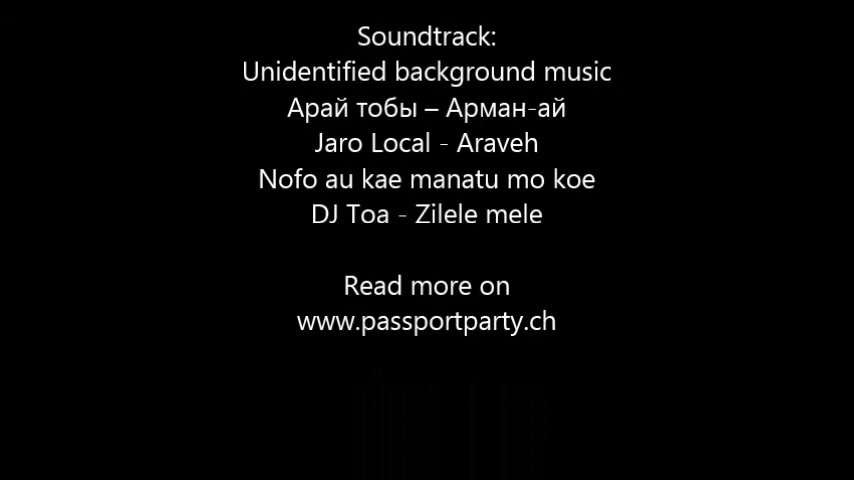 Soundtrack:
Unidentified background music
Арай тобы – Арман-ай
Jaro Local - Araveh
Nofo au kae manatu mo koe
DJ Toa - Zilele mele
Read more on
www.passportparty.ch